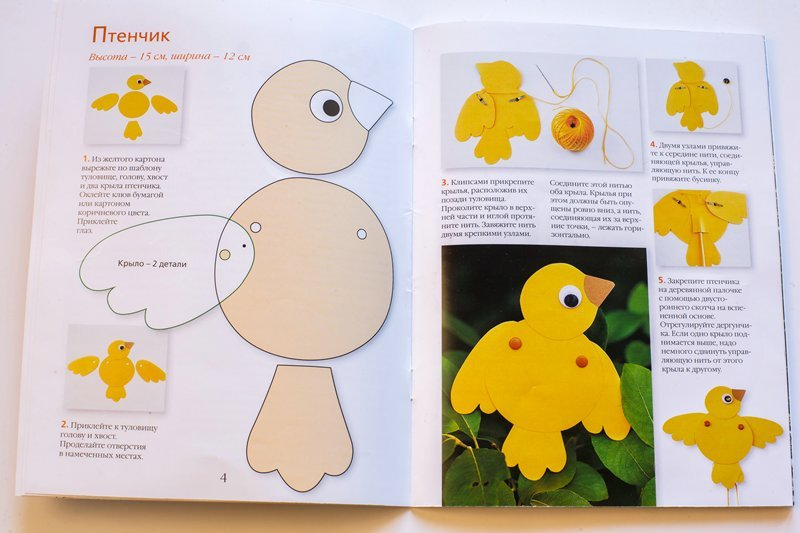 Птенчик
Высота – 15 см, ширина – 12 см
1. Из желтого картона
вырежьте по шаблону
туловище, голову, хвост
и два крыла птенчика.
Оклейте клюв бумагой
или картоном
коричневого цвета.
Приклейте
глаз.
Крыло – 2 детали
2. Приклейте к туловищу
голову и хвост.
Проделайте отверстия
в намеченных местах.
4
3. Клипсами прикрепите
крылья, расположив их
позади туловища.
Проколите крыло в верх-
ней части и иглой протя-
ните нить. Завяжите нить
двумя крепкими узлами.
Соедините этой нитью
оба крыла. Крылья при
этом должны быть опу-
щены ровно вниз, а нить,
соединяющая их за верх-
ние точки, – лежать гори-
зонтально.
4. Двумя узлами привяжи-
те к середине нити, соеди-
няющей крылья, управ-
ляющую нить. К ее концу
привяжите бусинку.
5. Закрепите птенчика
на деревянной палочке
с помощью двусто-
роннего скотча на вспе-
ненной основе.
Отрегулируйте дергунчи-
ка. Если одно крыло под-
нимается выше, надо
немного сдвинуть управ-
ляющую нить от этого
крыла к другому.